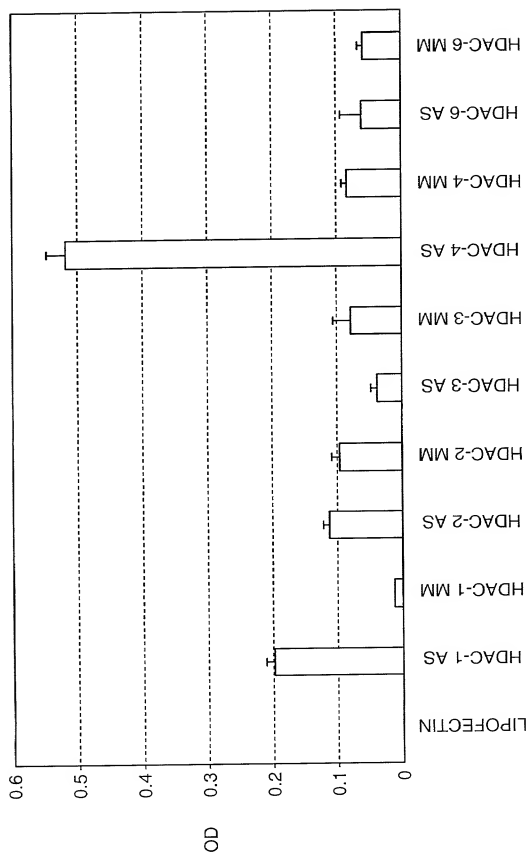 0.6
0.5
0.4
0.3
0.2
0.1
0
OD
LIPOFECTIN
HDAC-1 AS
HDAC-1 MM
HDAC-2 AS
HDAC-2 MM
HDAC-3 AS
HDAC-3 MM
HDAC-4 AS
HDAC-4 MM
HDAC-6 AS
HDAC-6 MM